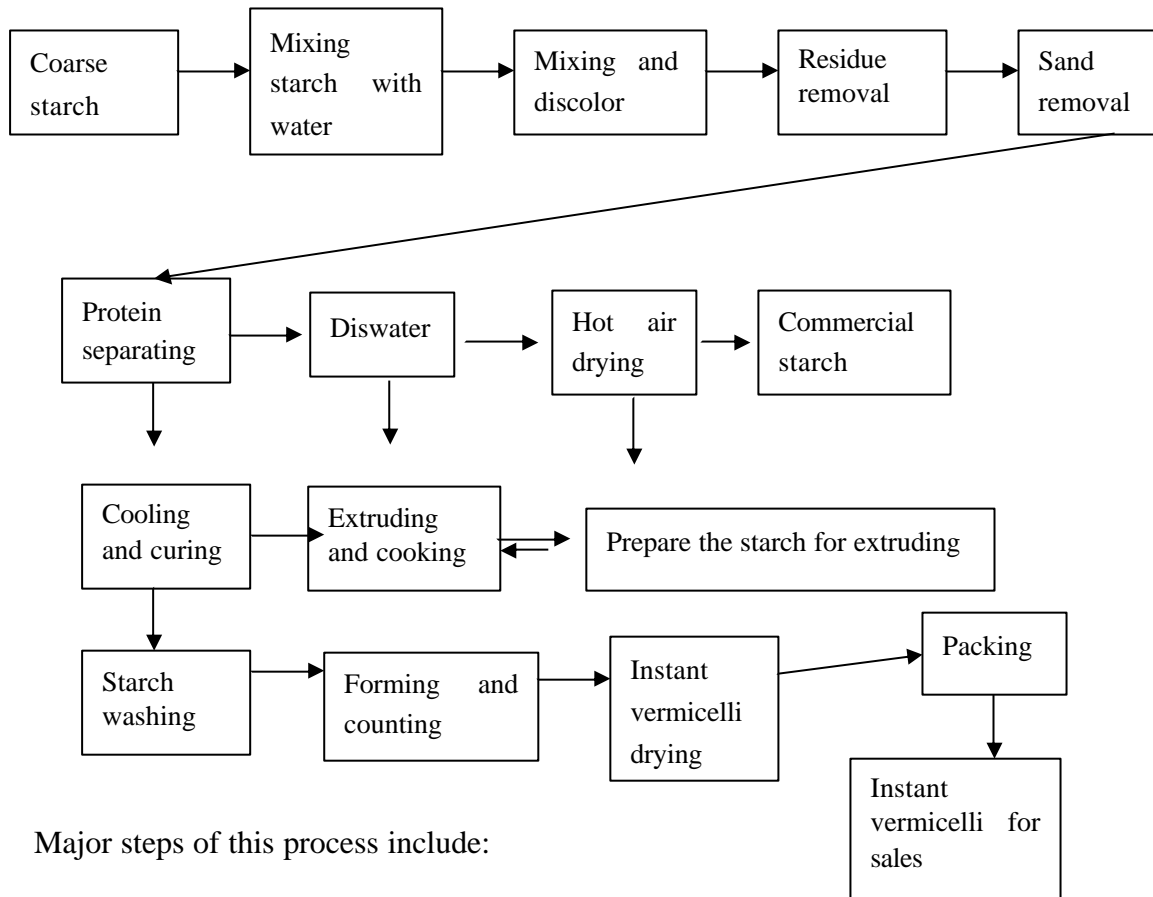 Coarse
starch
Mixing
starch with
water
Mixing and
discolor
Residue
removal
Sand
removal
Protein
separating
Diswater
Hot air
drying
Commercial
starch
Cooling
and curing
Extruding
and cooking
Prepare the starch for extruding
Starch
washing
Forming and
counting
Instant
vermicelli
drying
Packing
Instant
vermicelli for
sales
Major steps of this process include: